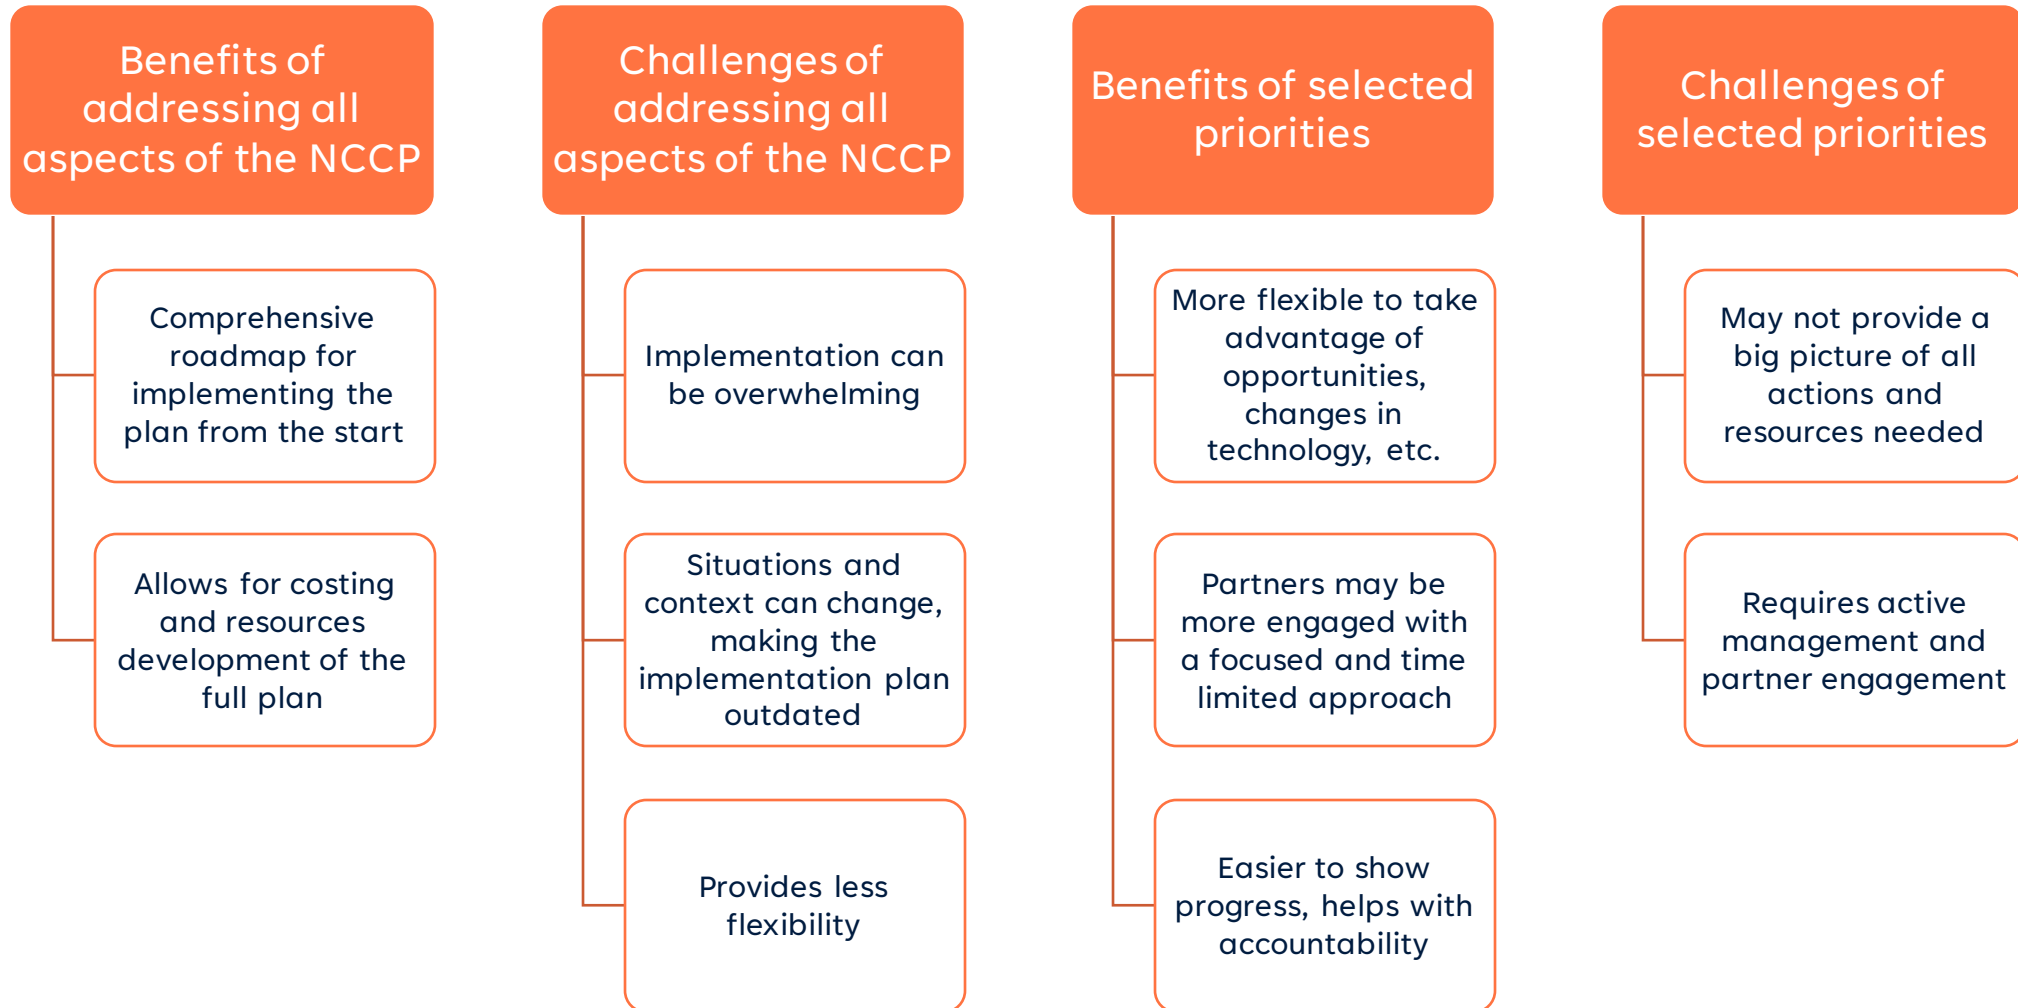 Benefits of
addressing all
aspects of the NCCP
Comprehensive
roadmap for
implementing the
plan from the start
Allows for costing
and resources
development of the
full plan
Challenges of
addressing all
aspects of the NCCP
Implementation can
be overwhelming
Situations and
context can change,
making the
implementation plan
outdated
Provides less
flexibility
Benefits of selected
priorities
More flexible to take
advantage of
opportunities,
changes in
technology, etc.
Partners may be
more engaged with
a focused and time
limited approach
Easier to show
progress, helps with
accountability
Challenges of
selected priorities
May not provide a
big picture of all
actions and
resources needed
Requires active
management and
partner engagement